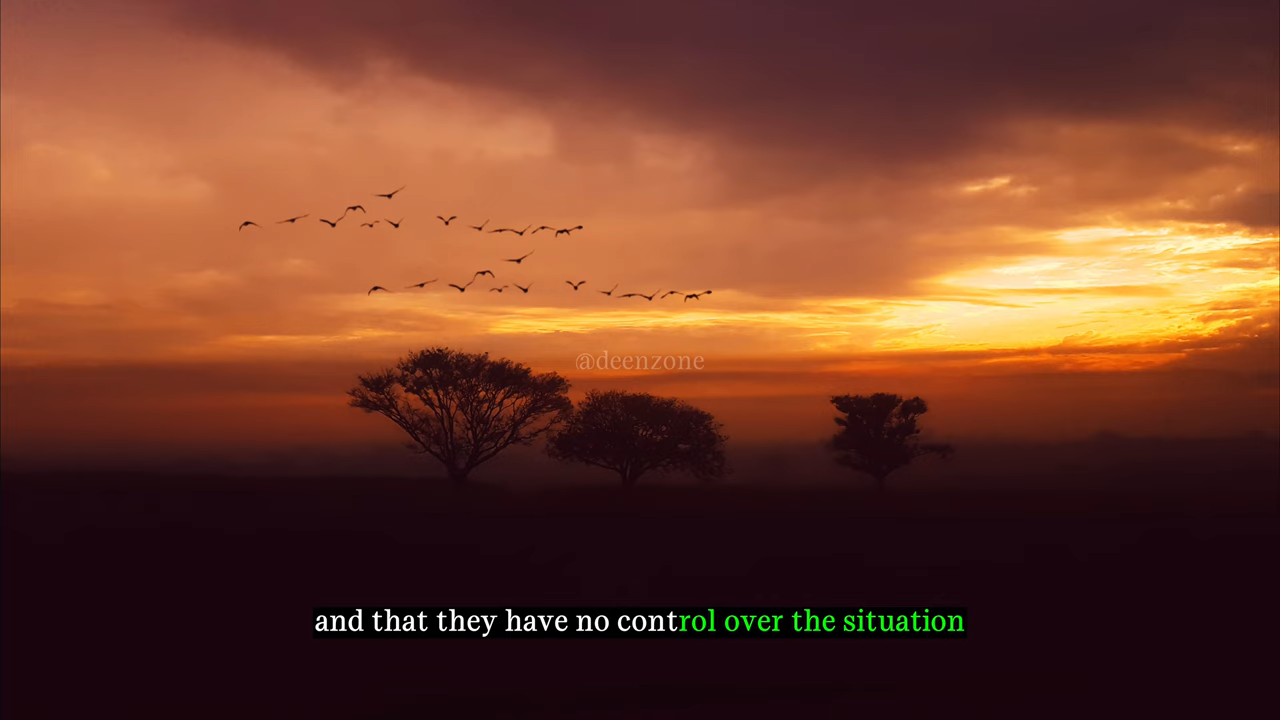 @deenzone
and that they have no control over the situation